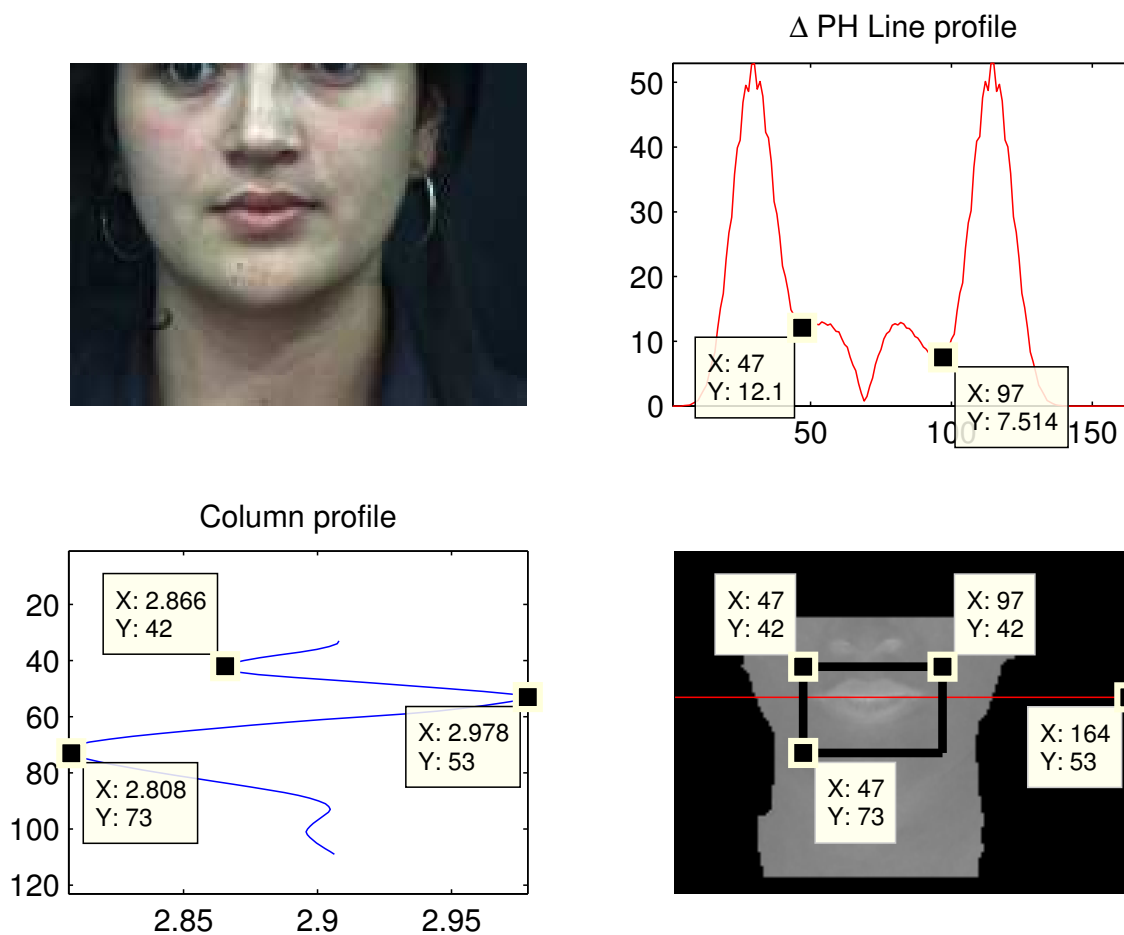 Δ PH Line profile
50
40
30
20
10
0
X: 47
Y: 12.1
X: 97
Y: 7.514
50
100
150
Column profile
20
40
60
80
100
120
X: 2.866
Y: 42
X: 2.978
Y: 53
X: 2.808
Y: 73
2.85
2.9
2.95
X: 47
Y: 42
X: 97
Y: 42
X: 164
Y: 53
X: 47
Y: 73